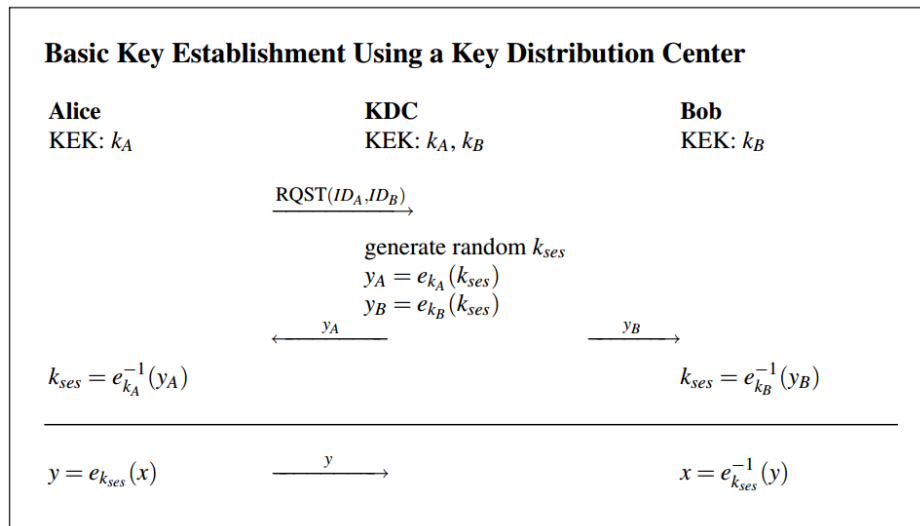 Basic Key Establishment Using a Key Distribution Center
Alice KDC Bob
KEK: k_A KEK: k_A, k_B KEK: k_B
RQST(ID_A,ID_B)
generate random k_ses
y_A = e_{k_A}(k_ses)
y_B = e_{k_B}(k_ses)
y_A y_B
k_ses = e_{k_A}^{-1}(y_A) k_ses = e_{k_B}^{-1}(y_B)
y = e_{k_ses}(x) y x = e_{k_ses}^{-1}(y)